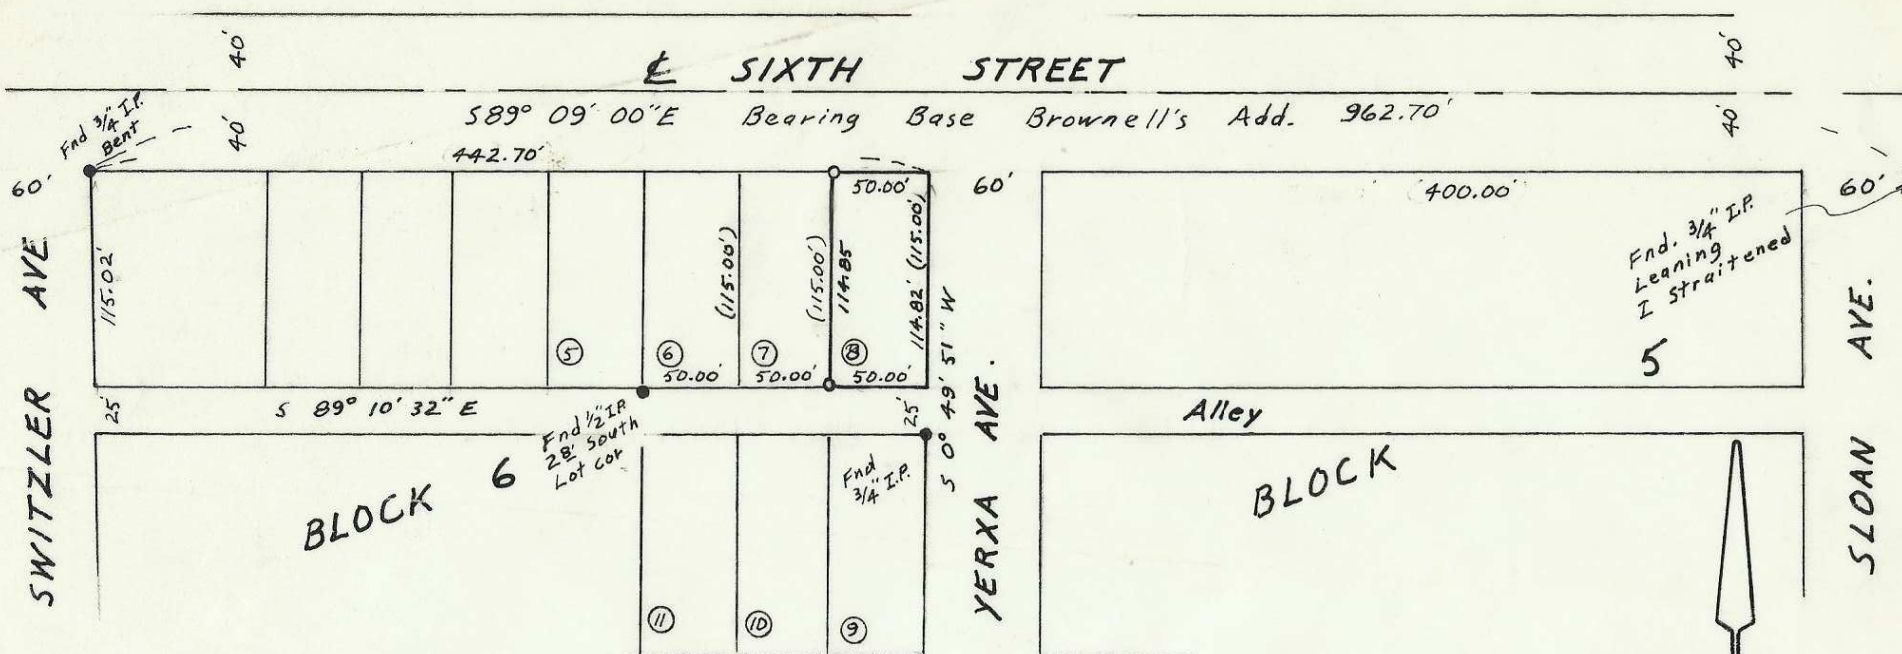 40'
40'
℄ SIXTH STREET
S89° 09' 00"E Bearing Base Brownell's Add. 962.70'
Fnd 3/4" I.P.
Bent
40'
40'
442.70'
60'
50.00'
60'
400.00'
60'
Fnd. 3/4" I.P.
Leaning
I straitened
115.02'
(115.00')
(115.00')
114.85
114.82' (115.00')
SWITZLER AVE
5
6
7
8
50.00'
50.00'
50.00'
5
25'
S 89° 10' 32" E
25'
S 0° 49' 51" W
YERXA AVE.
Alley
SLOAN AVE.
Fnd 1/2" I.P.
.28' South
Lot cor
BLOCK 6
Fnd
3/4" I.P.
BLOCK
11
10
9